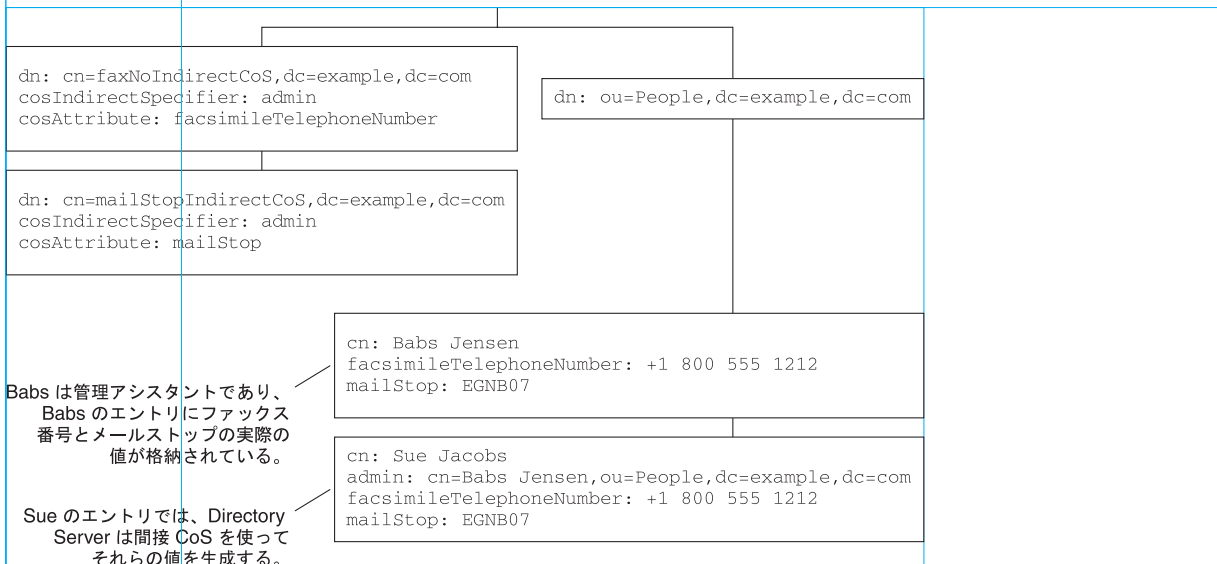 dn: cn=faxNoIndirectCoS,dc=example,dc=com
cosIndirectSpecifier: admin
cosAttribute: facsimileTelephoneNumber
dn: ou=People,dc=example,dc=com
dn: cn=mailStopIndirectCoS,dc=example,dc=com
cosIndirectSpecifier: admin
cosAttribute: mailStop
cn: Babs Jensen
facsimileTelephoneNumber: +1 800 555 1212
mailStop: EGNB07
Babs は管理アシスタントであり、
Babs のエントリにファックス
番号とメールストップの実際の
値が格納されている。
cn: Sue Jacobs
admin: cn=Babs Jensen,ou=People,dc=example,dc=com
facsimileTelephoneNumber: +1 800 555 1212
mailStop: EGNB07
Sue のエントリでは、Directory
Server は間接 CoS を使って
それらの値を生成する。